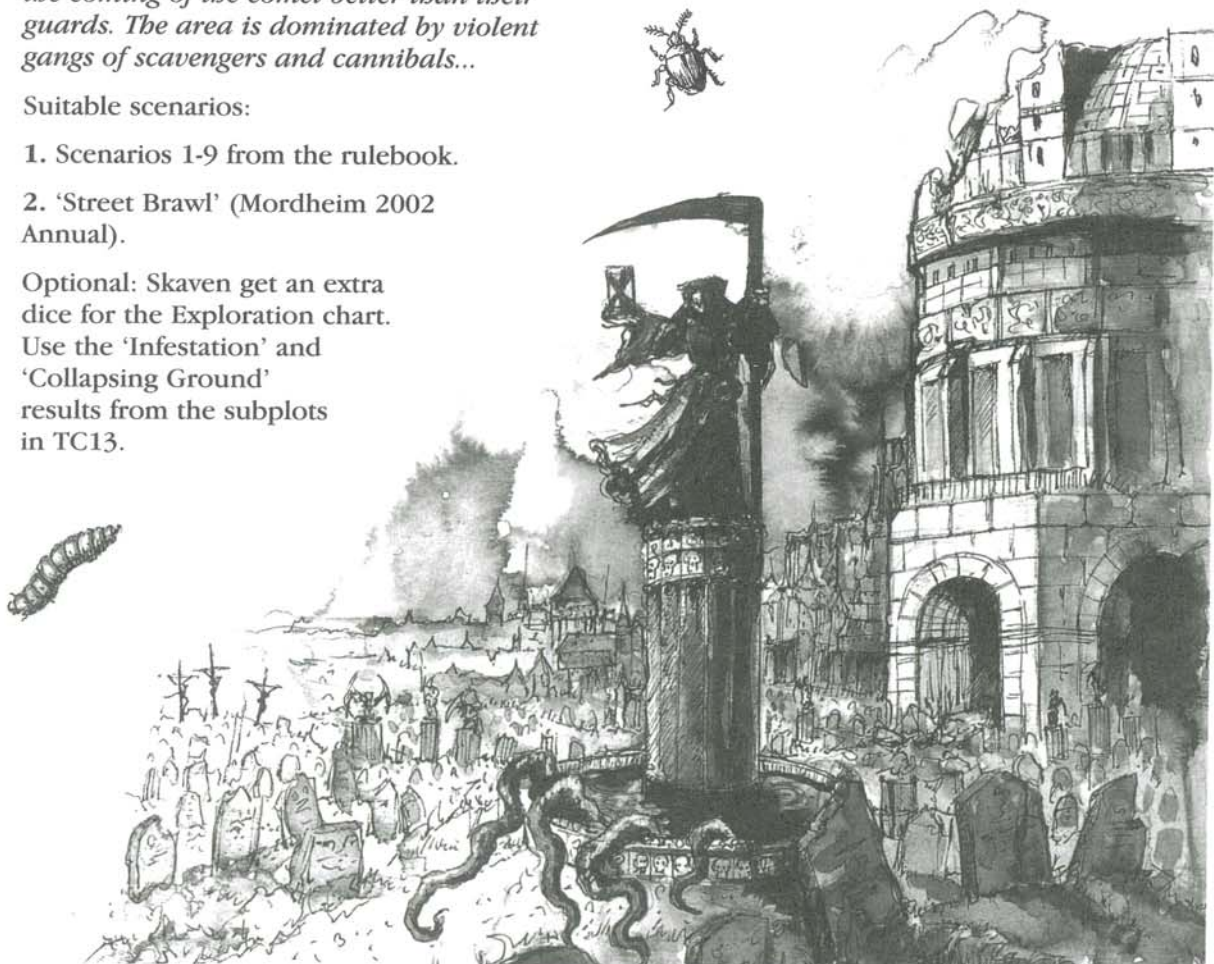 guards. The area is dominated by violent
gangs of scavengers and cannibals...
Suitable scenarios:
1. Scenarios 1-9 from the rulebook.
2. 'Street Brawl' (Mordheim 2002
Annual).
Optional: Skaven get an extra
dice for the Exploration chart.
Use the 'Infestation' and
'Collapsing Ground'
results from the subplots
in TC13.